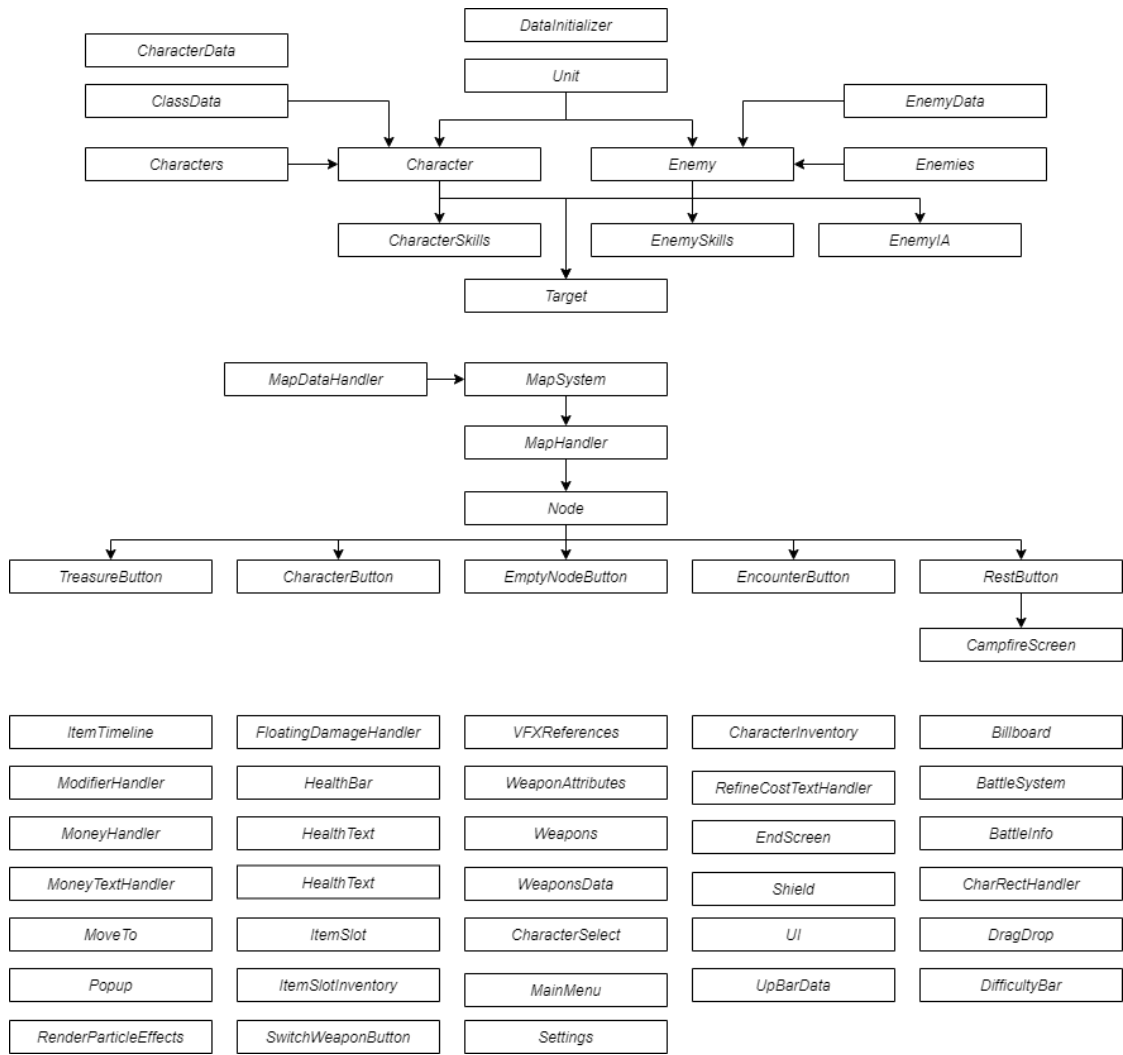 DataInitializer
CharacterData
Unit
ClassData
EnemyData
Characters
Character
Enemy
Enemies
CharacterSkills
EnemySkills
EnemyIA
Target
MapDataHandler
MapSystem
MapHandler
Node
TreasureButton
CharacterButton
EmptyNodeButton
EncounterButton
RestButton
CampfireScreen
ItemTimeline
FloatingDamageHandler
VFXReferences
CharacterInventory
Billboard
ModifierHandler
HealthBar
WeaponAttributes
RefineCostTextHandler
BattleSystem
MoneyHandler
HealthText
Weapons
EndScreen
BattleInfo
MoneyTextHandler
HealthText
WeaponsData
Shield
CharRectHandler
MoveTo
ItemSlot
CharacterSelect
UI
DragDrop
Popup
ItemSlotInventory
MainMenu
UpBarData
DifficultyBar
RenderParticleEffects
SwitchWeaponButton
Settings